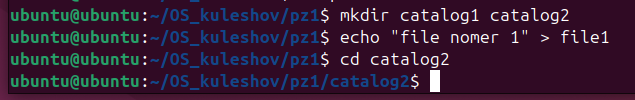 ubuntu@ubuntu:~/OS_kuleshov/pz1$ mkdir catalog1 catalog2
ubuntu@ubuntu:~/OS_kuleshov/pz1$ echo "file nomer 1" > file1
ubuntu@ubuntu:~/OS_kuleshov/pz1$ cd catalog2
ubuntu@ubuntu:~/OS_kuleshov/pz1/catalog2$